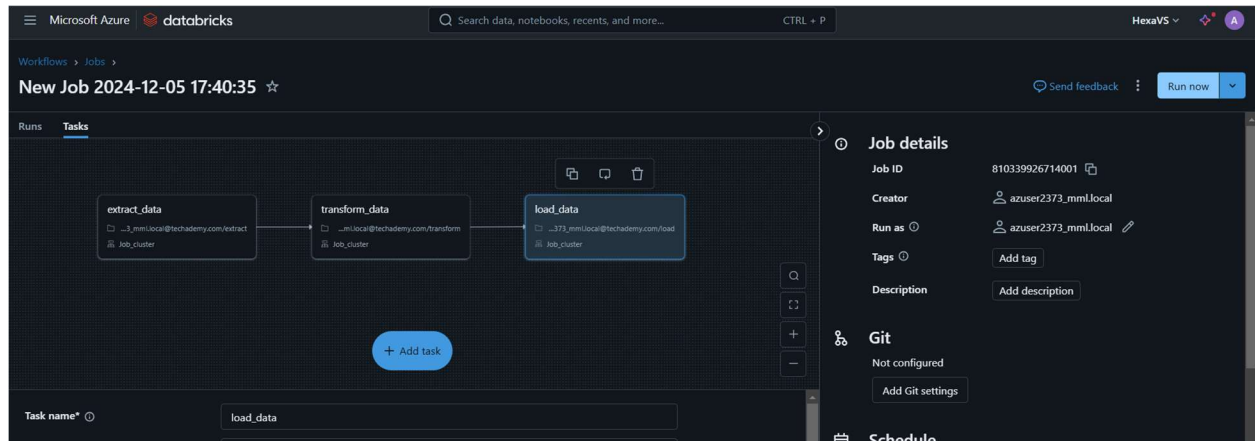 Microsoft Azure databricks Search data, notebooks, recents, and more... CTRL + P HexaVS A
Workflows > Jobs >
New Job 2024-12-05 17:40:35 Send feedback Run now
Runs Tasks
extract_data transform_data load_data
...3_mml.local@techademy.com/extract ...ml.local@techademy.com/transform ...373_mml.local@techademy.com/load
Job_cluster Job_cluster Job_cluster
+ Add task
Task name* load_data
Job details
Job ID 810339926714001
Creator azuser2373_mml.local
Run as azuser2373_mml.local
Tags Add tag
Description Add description
Git
Not configured
Add Git settings
Schedule